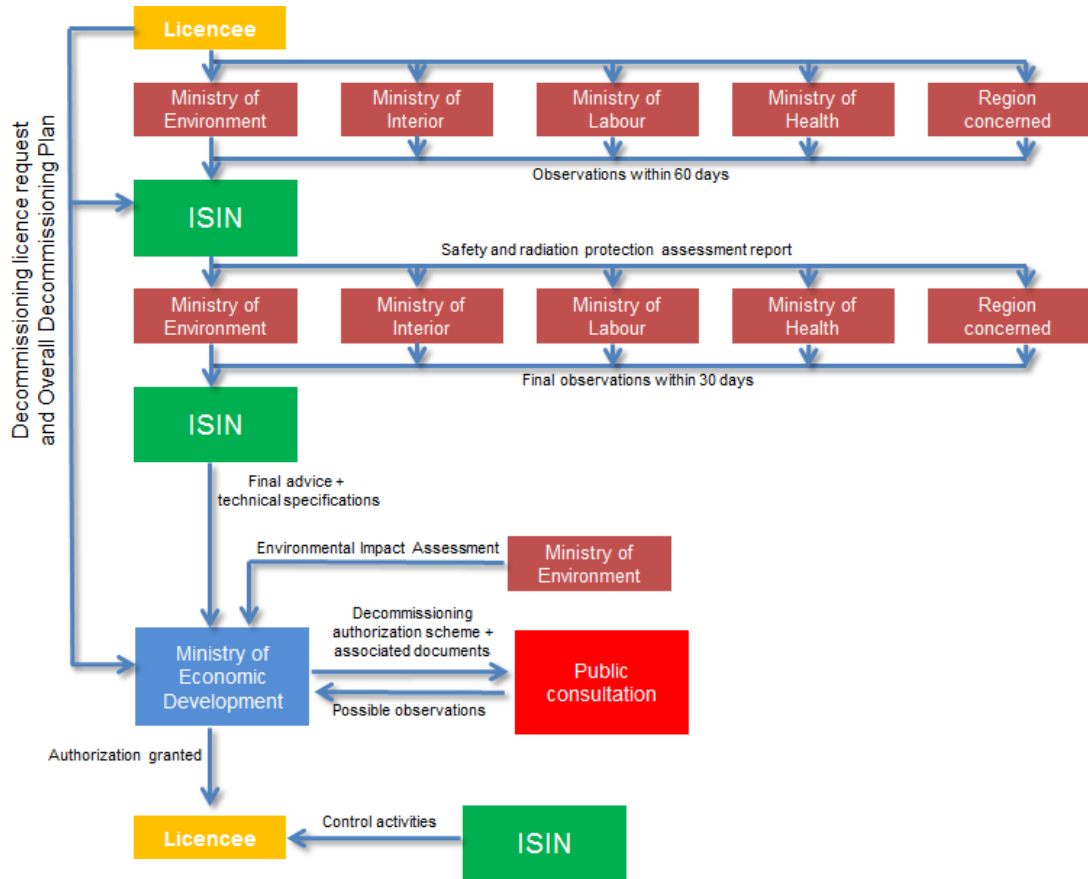 Licencee
Ministry of
Environment
Ministry of
Interior
Ministry of
Labour
Ministry of
Health
Region
concerned
Observations within 60 days
Decommissioning licence request
and Overall Decommissioning Plan
ISIN
Safety and radiation protection assessment report
Ministry of
Environment
Ministry of
Interior
Ministry of
Labour
Ministry of
Health
Region
concerned
Final observations within 30 days
ISIN
Final advice +
technical specifications
Environmental Impact Assessment
Ministry of
Environment
Decommissioning
authorization scheme +
associated documents
Ministry of
Economic
Development
Public
consultation
Possible observations
Authorization granted
Licencee
Control activities
ISIN